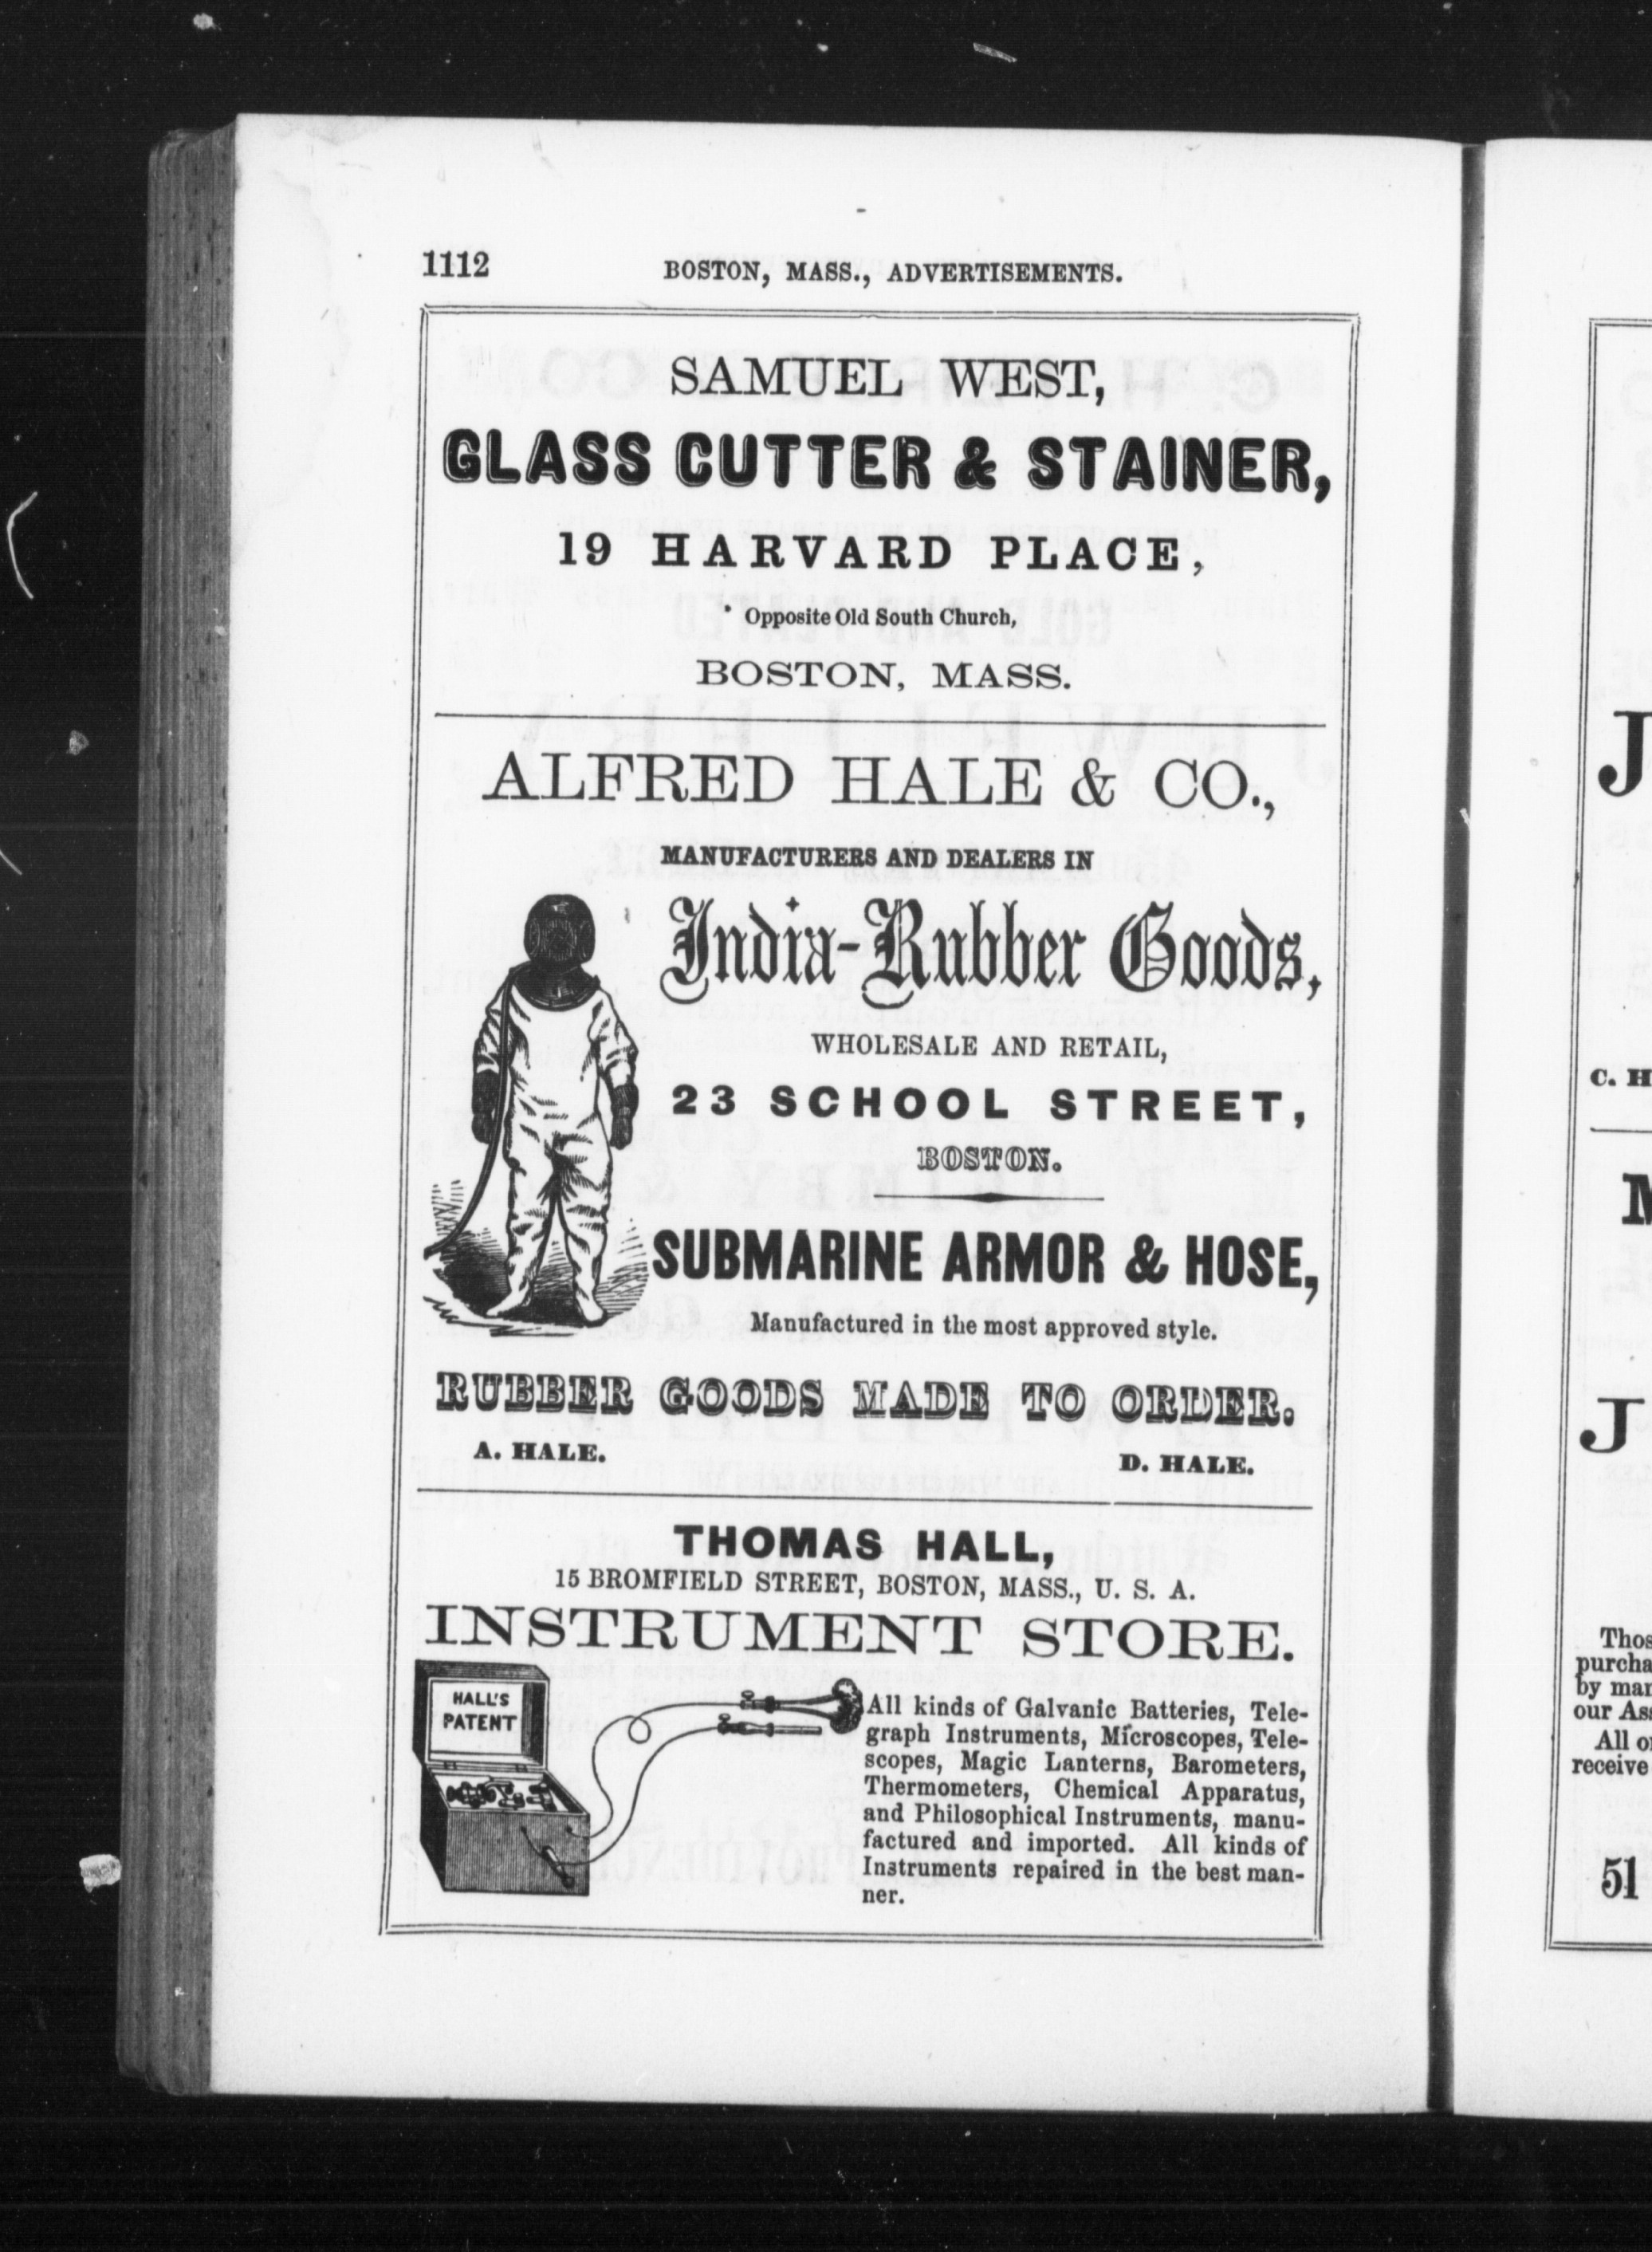 1112
BOSTON, MASS., ADVERTISEMENTS.
SAMUEL WEST,
GLASS CUTTER & STAINER,
19 HARVARD PLACE,
Opposite Old South Church,
BOSTON, MASS.
ALFRED HALE & CO.,
MANUFACTURERS AND DEALERS IN
India-Rubber Goods,
WHOLESALE AND RETAIL,
23 SCHOOL STREET,
BOSTON.
SUBMARINE ARMOR & HOSE,
Manufactured in the most approved style.
RUBBER GOODS MADE TO ORDER.
A. HALE. D. HALE.
THOMAS HALL,
15 BROMFIELD STREET, BOSTON, MASS., U. S. A.
INSTRUMENT STORE.
HALL'S
PATENT
All kinds of Galvanic Batteries, Tele-
graph Instruments, Microscopes, Tele-
scopes, Magic Lanterns, Barometers,
Thermometers, Chemical Apparatus,
and Philosophical Instruments, manu-
factured and imported. All kinds of
Instruments repaired in the best man-
ner.
J
C. H
J
Thos
purcha
by mar
our Ass
All o
receive
51